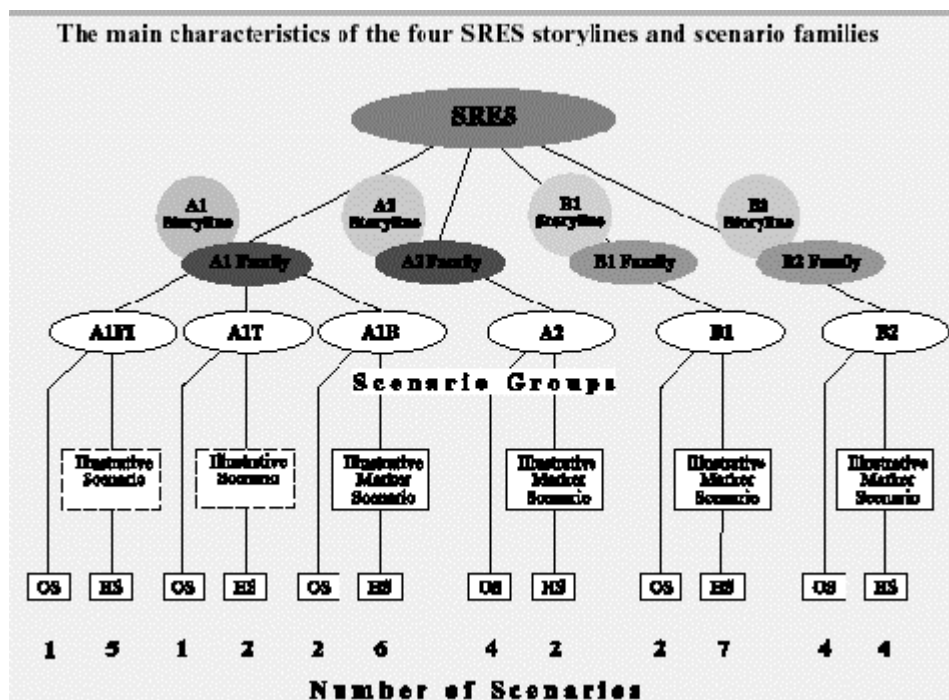 The main characteristics of the four SRES storylines and scenario families
SRES
A1
Storyline
A2
Storyline
B1
Storyline
B2
Storyline
A1 Family
A2 Family
B1 Family
B2 Family
A1FI
A1T
A1B
A2
B1
B2
Scenario Groups
Illustrative
Scenario
Illustrative
Scenario
Illustrative
Marker
Scenario
Illustrative
Marker
Scenario
Illustrative
Marker
Scenario
Illustrative
Marker
Scenario
OS HS OS HS OS HS OS HS OS HS OS HS
1 5 1 2 2 6 4 2 2 7 4 4
Number of Scenarios